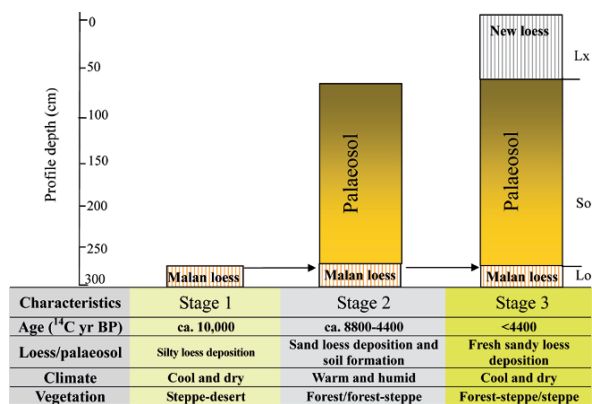 0
50
100
150
200
250
300
Profile depth (cm)
New loess
Palaeosol
Palaeosol
Malan loess
Malan loess
Malan loess
Lx
So
Lo
Characteristics Stage 1 Stage 2 Stage 3
Age (¹⁴C yr BP) ca. 10,000 ca. 8800-4400 <4400
Loess/palaeosol Silty loess deposition Sand loess deposition and soil formation Fresh sandy loess deposition
Climate Cool and dry Warm and humid Cool and dry
Vegetation Steppe-desert Forest/forest-steppe Forest-steppe/steppe